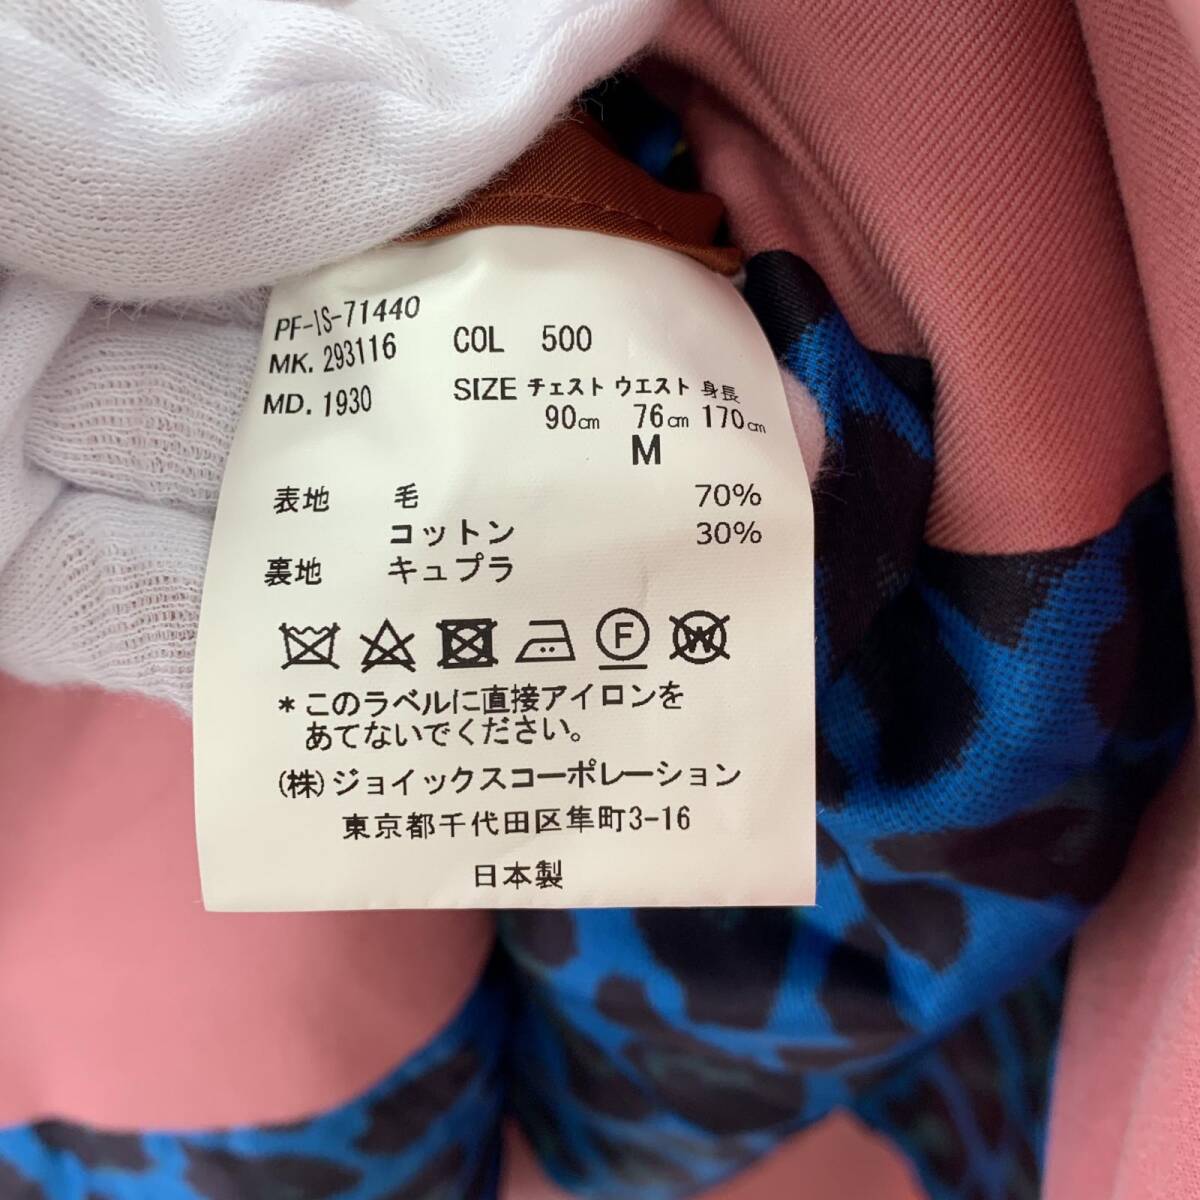 PF-IS-71440
MK. 293116
MD. 1930
COL 500
SIZE チェスト ウエスト 身長
90cm 76cm 170cm
M
表地 毛 70%
コットン 30%
裏地 キュプラ
F W
*このラベルに直接アイロンを
あてないでください。
(株)ジョイックスコーポレーション
東京都千代田区隼町3-16
日本製